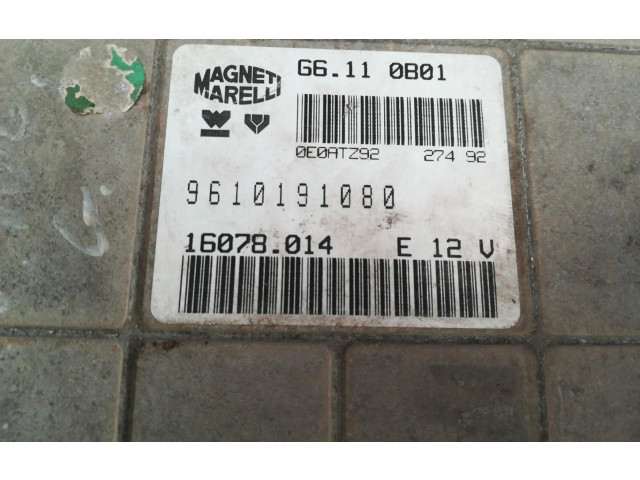 MAGNETI
MARELLI
G6.11 0B01
0E0ATZ92 274 92
9610191080
16078.014 E 12 V